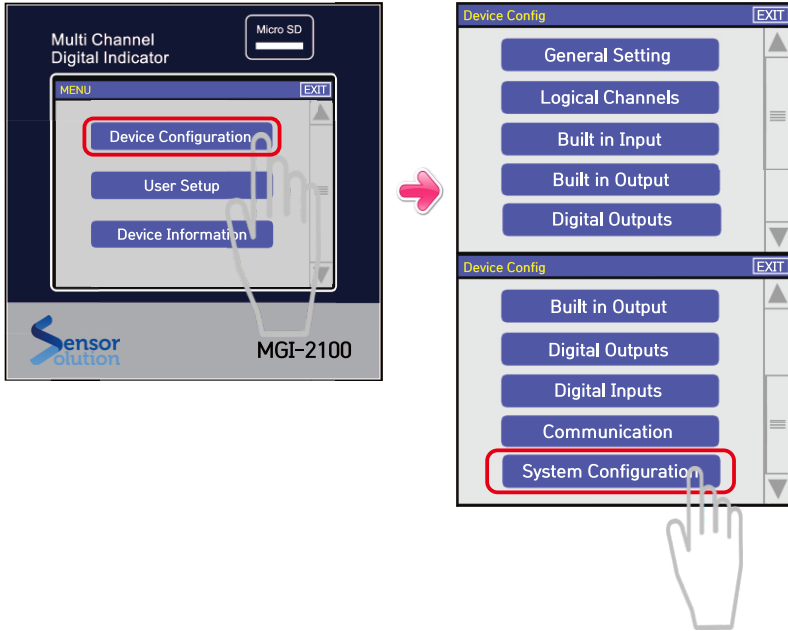 Multi Channel
Digital Indicator
Micro SD
MENU
EXIT
Device Configuration
User Setup
Device Information
Sensor
Solution
MGI-2100
Device Config
EXIT
General Setting
Logical Channels
Built in Input
Built in Output
Digital Outputs
Device Config
EXIT
Built in Output
Digital Outputs
Digital Inputs
Communication
System Configuration